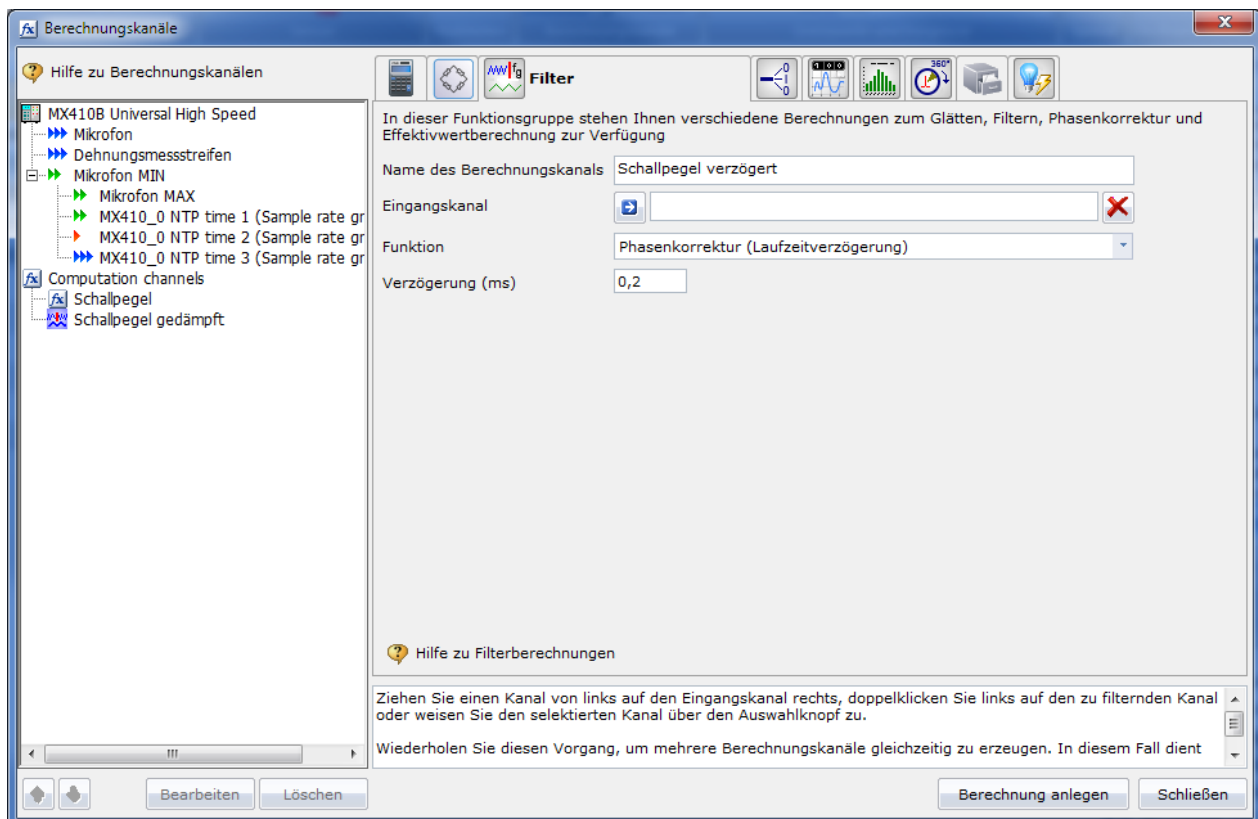 Berechnungskanäle
Hilfe zu Berechnungskanälen
MX410B Universal High Speed
Mikrofon
Dehnungsmessstreifen
Mikrofon MIN
Mikrofon MAX
MX410_0 NTP time 1 (Sample rate gr
MX410_0 NTP time 2 (Sample rate gr
MX410_0 NTP time 3 (Sample rate gr
Computation channels
Schallpegel
Schallpegel gedämpft
Filter
In dieser Funktionsgruppe stehen Ihnen verschiedene Berechnungen zum Glätten, Filtern, Phasenkorrektur und
Effektivwertberechnung zur Verfügung
Name des Berechnungskanals Schallpegel verzögert
Eingangskanal
Funktion Phasenkorrektur (Laufzeitverzögerung)
Verzögerung (ms) 0,2
Hilfe zu Filterberechnungen
Ziehen Sie einen Kanal von links auf den Eingangskanal rechts, doppelklicken Sie links auf den zu filternden Kanal
oder weisen Sie den selektierten Kanal über den Auswahlknopf zu.
Wiederholen Sie diesen Vorgang, um mehrere Berechnungskanäle gleichzeitig zu erzeugen. In diesem Fall dient
Bearbeiten
Löschen
Berechnung anlegen
Schließen